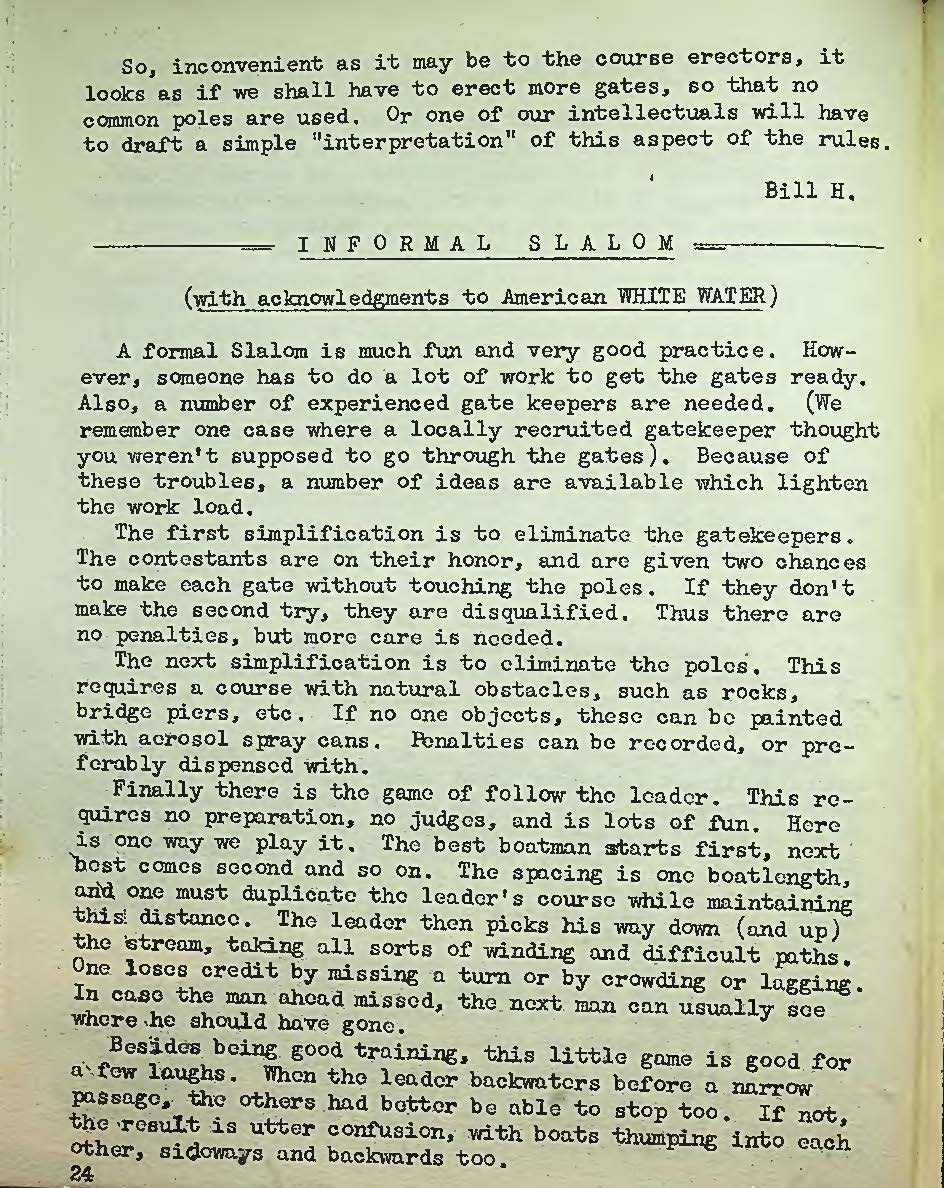 So, inconvenient as it may be to the course erectors, it
looks as if we shall have to erect more gates, so that no
common poles are used. Or one of our intellectuals will have
to draft a simple "interpretation" of this aspect of the rules.
Bill H.
INFORMAL SLALOM
(with acknowledgments to American WHITE WATER)
A formal Slalom is much fun and very good practice. How-
ever, someone has to do a lot of work to get the gates ready.
Also, a number of experienced gate keepers are needed. (We
remember one case where a locally recruited gatekeeper thought
you weren't supposed to go through the gates). Because of
these troubles, a number of ideas are available which lighten
the work load.
The first simplification is to eliminate the gatekeepers.
The contestants are on their honor, and are given two chances
to make each gate without touching the poles. If they don't
make the second try, they are disqualified. Thus there are
no penalties, but more care is needed.
The next simplification is to eliminate the poles. This
requires a course with natural obstacles, such as rocks,
bridge piers, etc. If no one objects, these can be painted
with aerosol spray cans. Penalties can be recorded, or pre-
ferably dispensed with.
Finally there is the game of follow the leader. This re-
quires no preparation, no judges, and is lots of fun. Here
is one way we play it. The best boatman starts first, next
best comes second and so on. The spacing is one boatlength,
and one must duplicate the leader's course while maintaining
this distance. The leader then picks his way down (and up)
the stream, taking all sorts of winding and difficult paths.
One loses credit by missing a turn or by crowding or lagging.
In case the man ahead missed, the next man can usually see
where he should have gone.
Besides being good training, this little game is good for
a few laughs. When the leader backwaters before a narrow
passage, the others had better be able to stop too. If not,
the result is utter confusion, with boats thumping into each
other, sideways and backwards too.
24